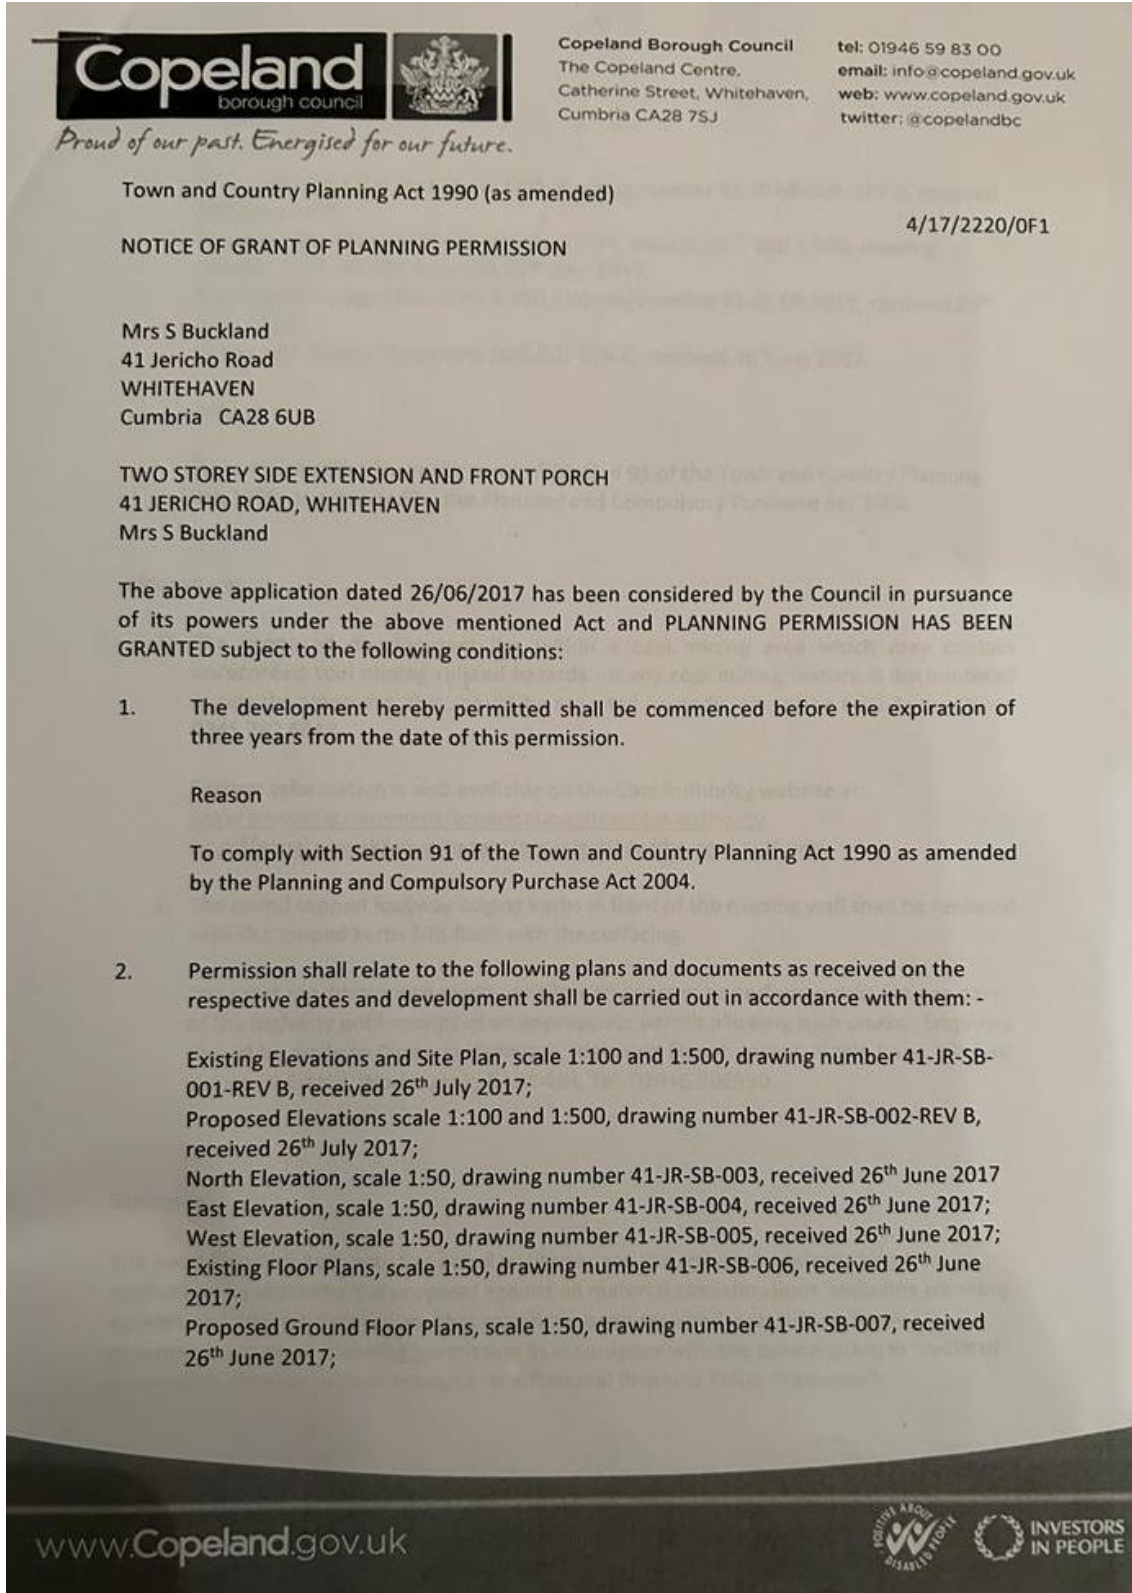 Copeland
borough council
Proud of our past. Energised for our future.
Copeland Borough Council
The Copeland Centre,
Catherine Street, Whitehaven,
Cumbria CA28 7SJ
tel: 01946 59 83 00
email: info@copeland.gov.uk
web: www.copeland.gov.uk
twitter: @copelandbc
Town and Country Planning Act 1990 (as amended)
4/17/2220/0F1
NOTICE OF GRANT OF PLANNING PERMISSION
Mrs S Buckland
41 Jericho Road
WHITEHAVEN
Cumbria CA28 6UB
TWO STOREY SIDE EXTENSION AND FRONT PORCH
41 JERICHO ROAD, WHITEHAVEN
Mrs S Buckland
The above application dated 26/06/2017 has been considered by the Council in pursuance
of its powers under the above mentioned Act and PLANNING PERMISSION HAS BEEN
GRANTED subject to the following conditions:
1. The development hereby permitted shall be commenced before the expiration of
three years from the date of this permission.
Reason
To comply with Section 91 of the Town and Country Planning Act 1990 as amended
by the Planning and Compulsory Purchase Act 2004.
2. Permission shall relate to the following plans and documents as received on the
respective dates and development shall be carried out in accordance with them: -
Existing Elevations and Site Plan, scale 1:100 and 1:500, drawing number 41-JR-SB-
001-REV B, received 26th July 2017;
Proposed Elevations scale 1:100 and 1:500, drawing number 41-JR-SB-002-REV B,
received 26th July 2017;
North Elevation, scale 1:50, drawing number 41-JR-SB-003, received 26th June 2017
East Elevation, scale 1:50, drawing number 41-JR-SB-004, received 26th June 2017;
West Elevation, scale 1:50, drawing number 41-JR-SB-005, received 26th June 2017;
Existing Floor Plans, scale 1:50, drawing number 41-JR-SB-006, received 26th June
2017;
Proposed Ground Floor Plans, scale 1:50, drawing number 41-JR-SB-007, received
26th June 2017;
www.Copeland.gov.uk
POSITIVE ABOUT
DISABLED PEOPLE
INVESTORS
IN PEOPLE